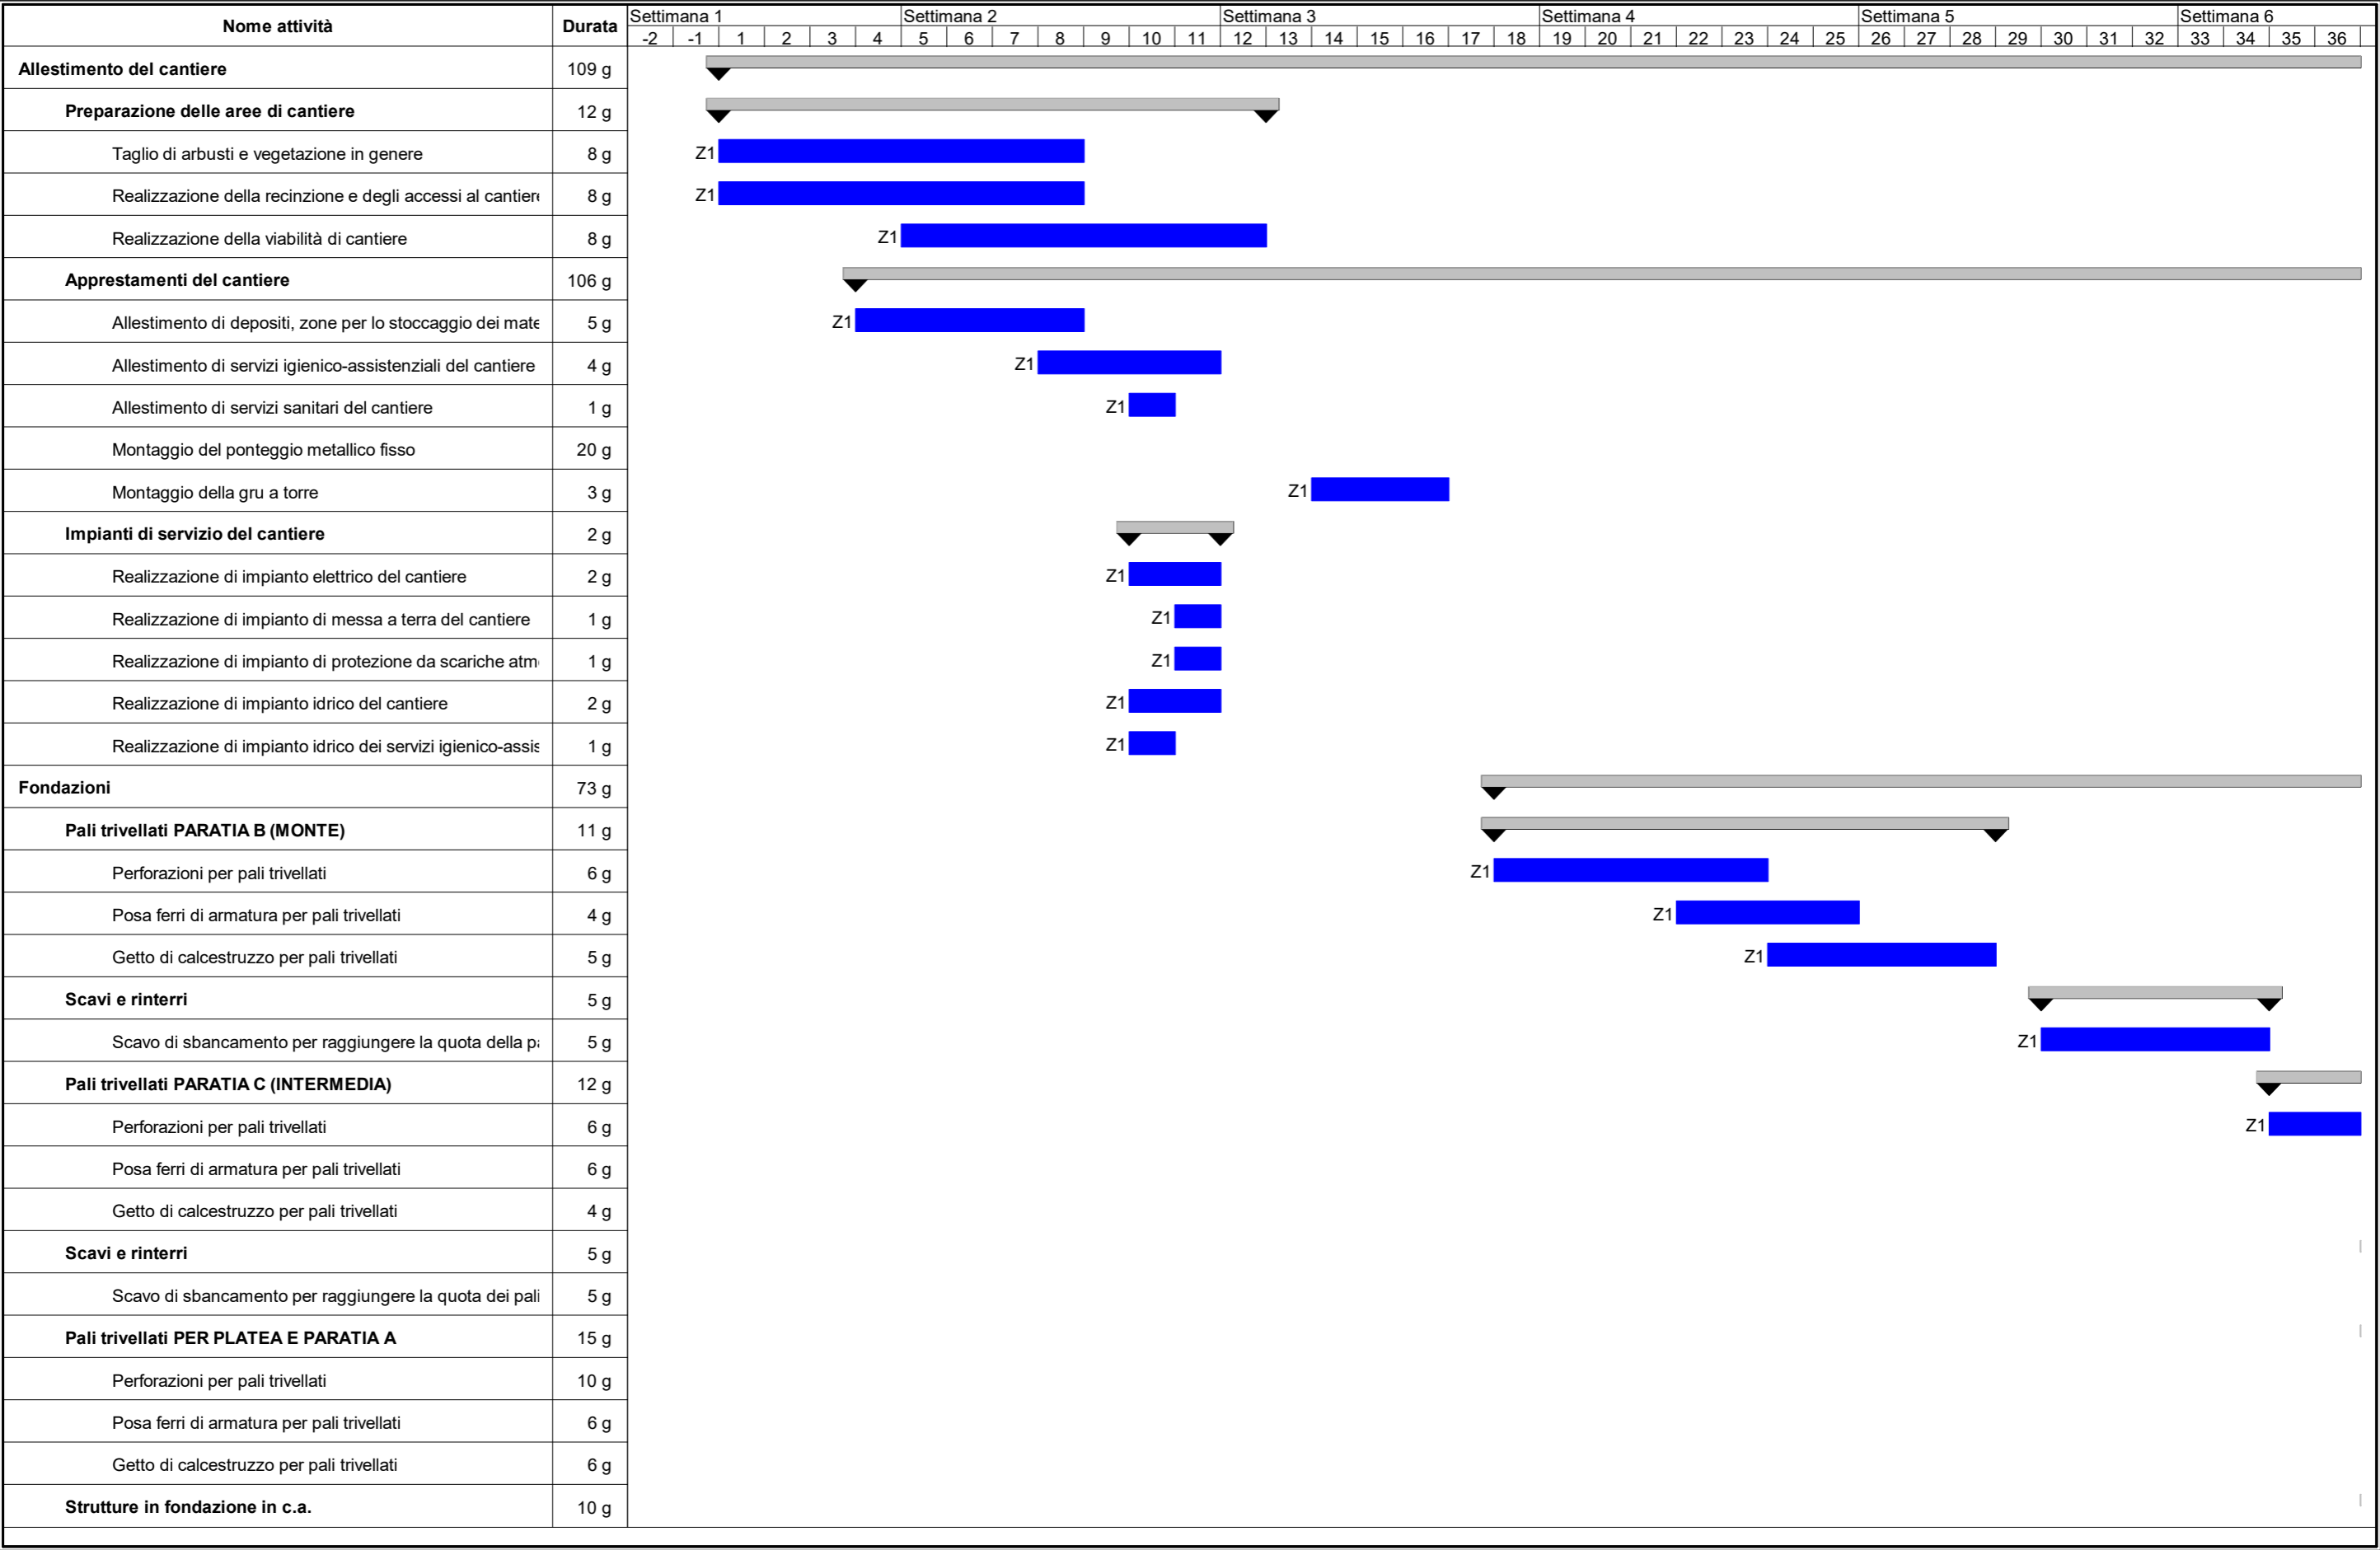 Nome attività Durata Settimana 1 Settimana 2 Settimana 3 Settimana 4 Settimana 5 Settimana 6
-2 -1 1 2 3 4 5 6 7 8 9 10 11 12 13 14 15 16 17 18 19 20 21 22 23 24 25 26 27 28 29 30 31 32 33 34 35 36
Allestimento del cantiere 109 g
Preparazione delle aree di cantiere 12 g
Taglio di arbusti e vegetazione in genere 8 g Z1
Realizzazione della recinzione e degli accessi al cantiere 8 g Z1
Realizzazione della viabilità di cantiere 8 g Z1
Apprestamenti del cantiere 106 g
Allestimento di depositi, zone per lo stoccaggio dei mate 5 g Z1
Allestimento di servizi igienico-assistenziali del cantiere 4 g Z1
Allestimento di servizi sanitari del cantiere 1 g Z1
Montaggio del ponteggio metallico fisso 20 g
Montaggio della gru a torre 3 g Z1
Impianti di servizio del cantiere 2 g
Realizzazione di impianto elettrico del cantiere 2 g Z1
Realizzazione di impianto di messa a terra del cantiere 1 g Z1
Realizzazione di impianto di protezione da scariche atm 1 g Z1
Realizzazione di impianto idrico del cantiere 2 g Z1
Realizzazione di impianto idrico dei servizi igienico-assis 1 g Z1
Fondazioni 73 g
Pali trivellati PARATIA B (MONTE) 11 g
Perforazioni per pali trivellati 6 g Z1
Posa ferri di armatura per pali trivellati 4 g Z1
Getto di calcestruzzo per pali trivellati 5 g Z1
Scavi e rinterri 5 g
Scavo di sbancamento per raggiungere la quota della pa 5 g Z1
Pali trivellati PARATIA C (INTERMEDIA) 12 g
Perforazioni per pali trivellati 6 g Z1
Posa ferri di armatura per pali trivellati 6 g
Getto di calcestruzzo per pali trivellati 4 g
Scavi e rinterri 5 g
Scavo di sbancamento per raggiungere la quota dei pali 5 g
Pali trivellati PER PLATEA E PARATIA A 15 g
Perforazioni per pali trivellati 10 g
Posa ferri di armatura per pali trivellati 6 g
Getto di calcestruzzo per pali trivellati 6 g
Strutture in fondazione in c.a. 10 g